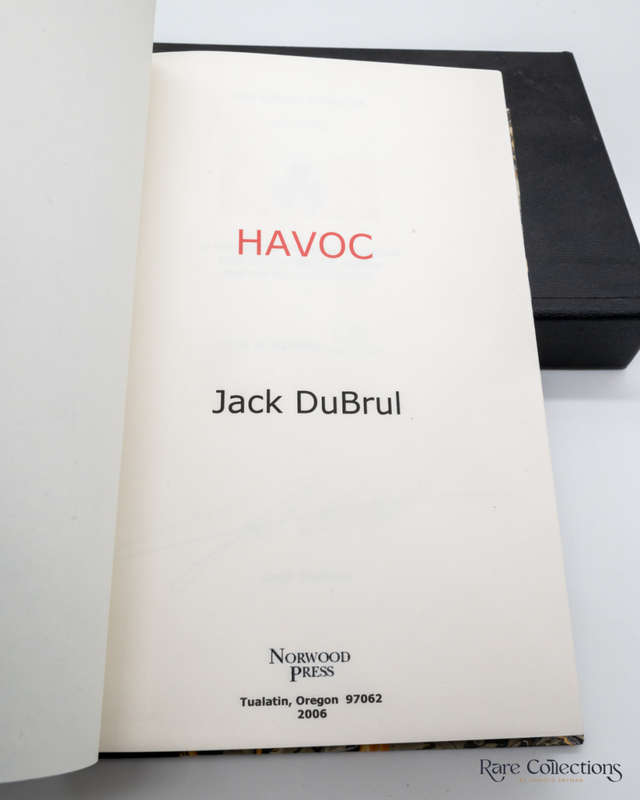 HAVOC
Jack DuBrul
NORWOOD
PRESS
Tualatin, Oregon 97062
2006
Rare Collections